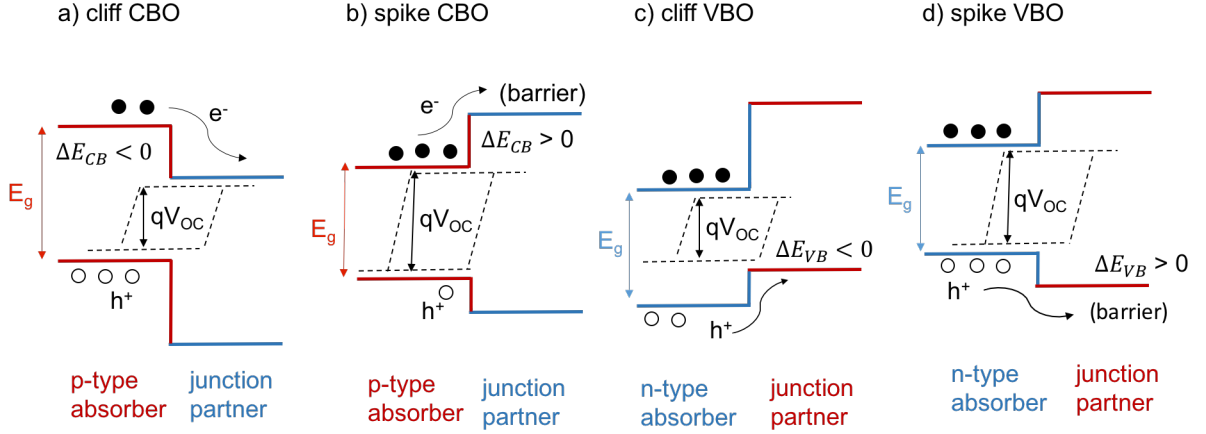 a) cliff CBO
b) spike CBO
c) cliff VBO
d) spike VBO
e-
ΔE_CB < 0
E_g
qV_OC
h+
p-type
absorber
junction
partner
e-
(barrier)
ΔE_CB > 0
E_g
qV_OC
h+
p-type
absorber
junction
partner
E_g
qV_OC
ΔE_VB < 0
h+
n-type
absorber
junction
partner
E_g
qV_OC
ΔE_VB > 0
h+
(barrier)
n-type
absorber
junction
partner